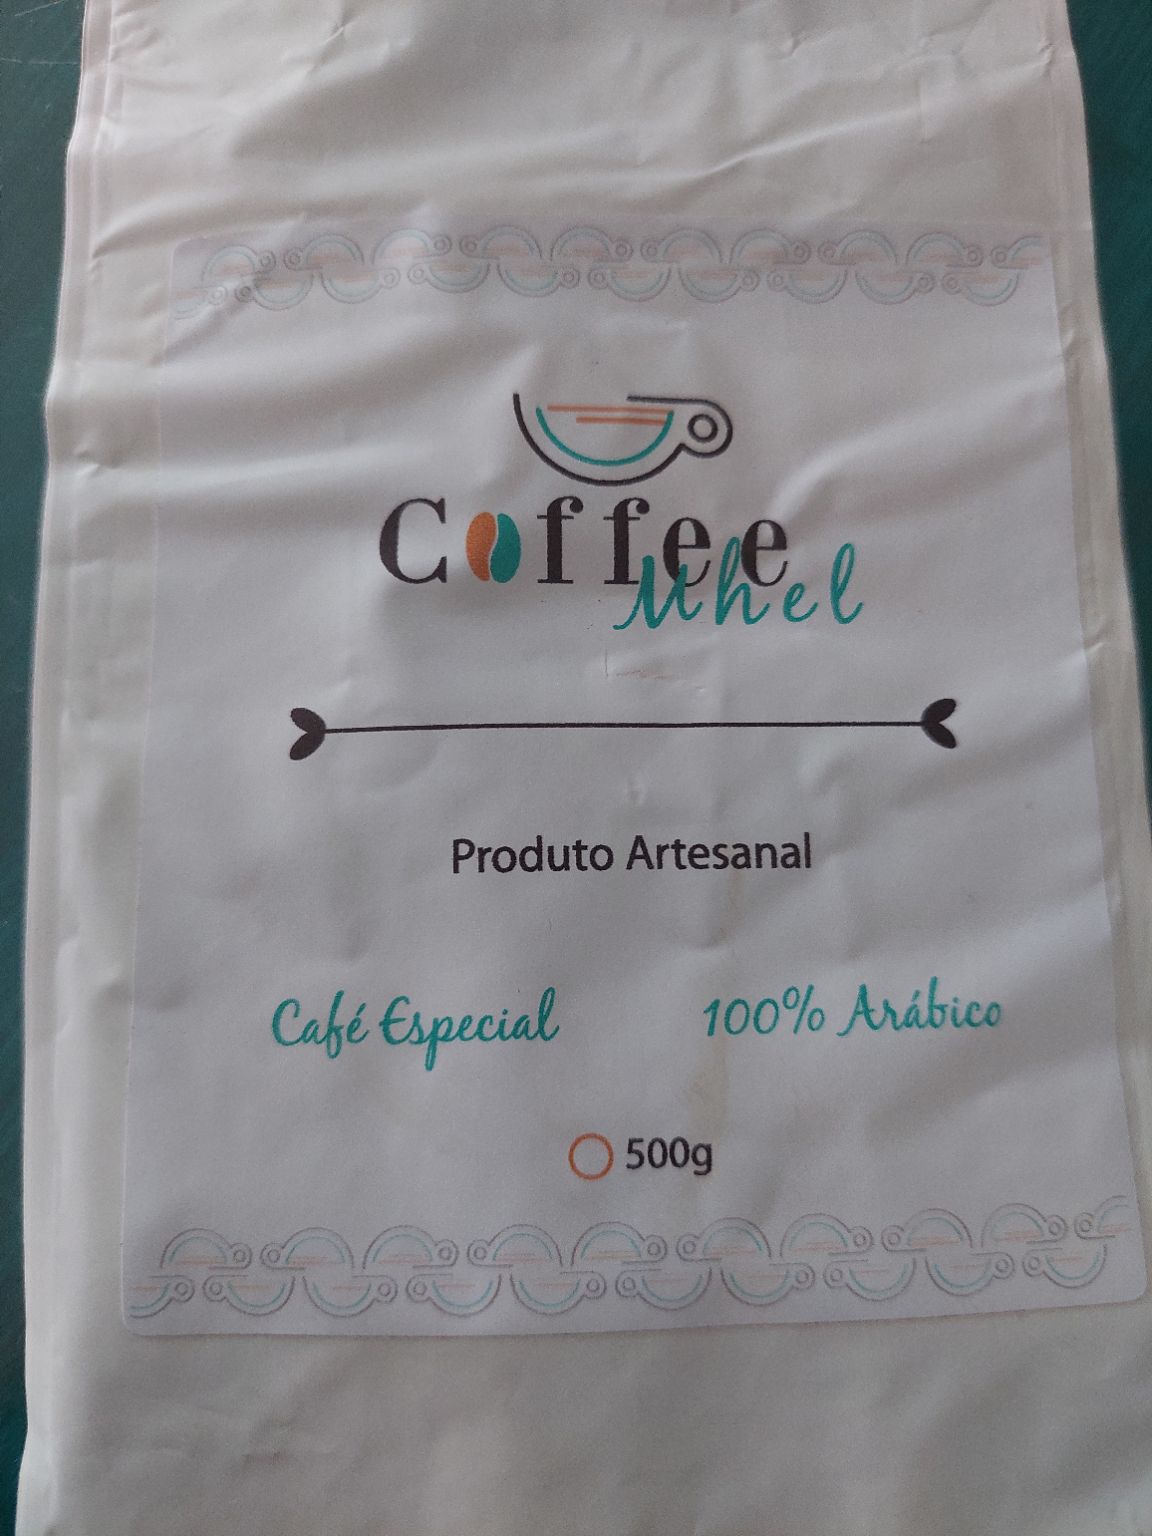 Coffee
Mhel
Produto Artesanal
Café Especial 100% Arábico
500g